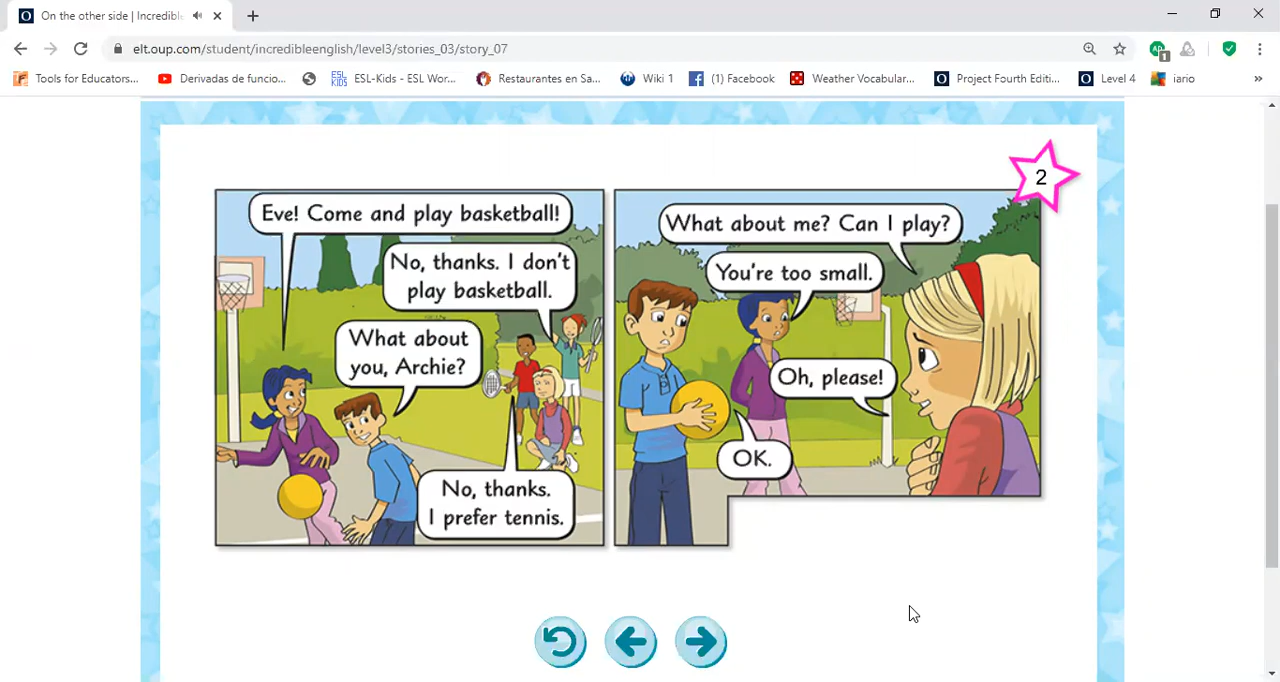 On the other side | Incredible
elt.oup.com/student/incredibleenglish/level3/stories_03/story_07
1
Tools for Educators...
Derivadas de funcio...
ESL-Kids - ESL Wor...
Restaurantes en Sa...
Wiki 1
(1) Facebook
Weather Vocabular...
Project Fourth Editi...
Level 4
iario
»
2
Eve! Come and play basketball!
No, thanks. I don't
play basketball.
What about
you, Archie?
No, thanks.
I prefer tennis.
What about me? Can I play?
You're too small.
Oh, please!
OK.